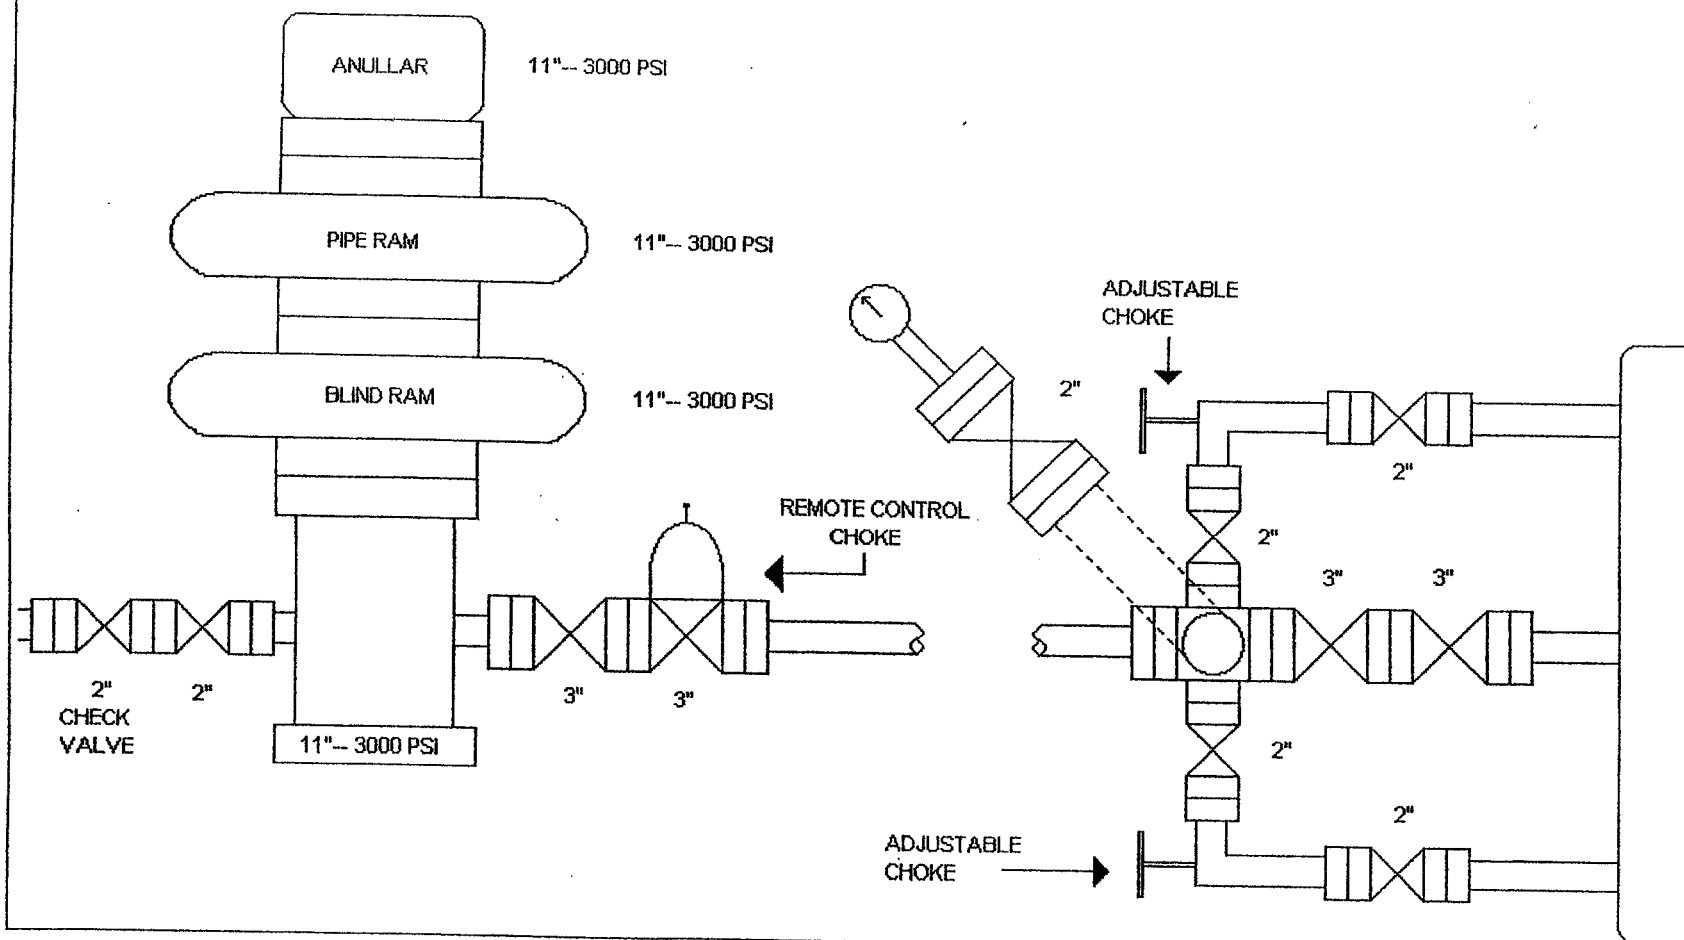 ANULLAR
11"-- 3000 PSI
PIPE RAM
11"-- 3000 PSI
BLIND RAM
11"-- 3000 PSI
ADJUSTABLE
CHOKE
2"
2"
REMOTE CONTROL
CHOKE
2"
3"
3"
2"
CHECK
VALVE
2"
3"
3"
11"-- 3000 PSI
2"
2"
ADJUSTABLE
CHOKE